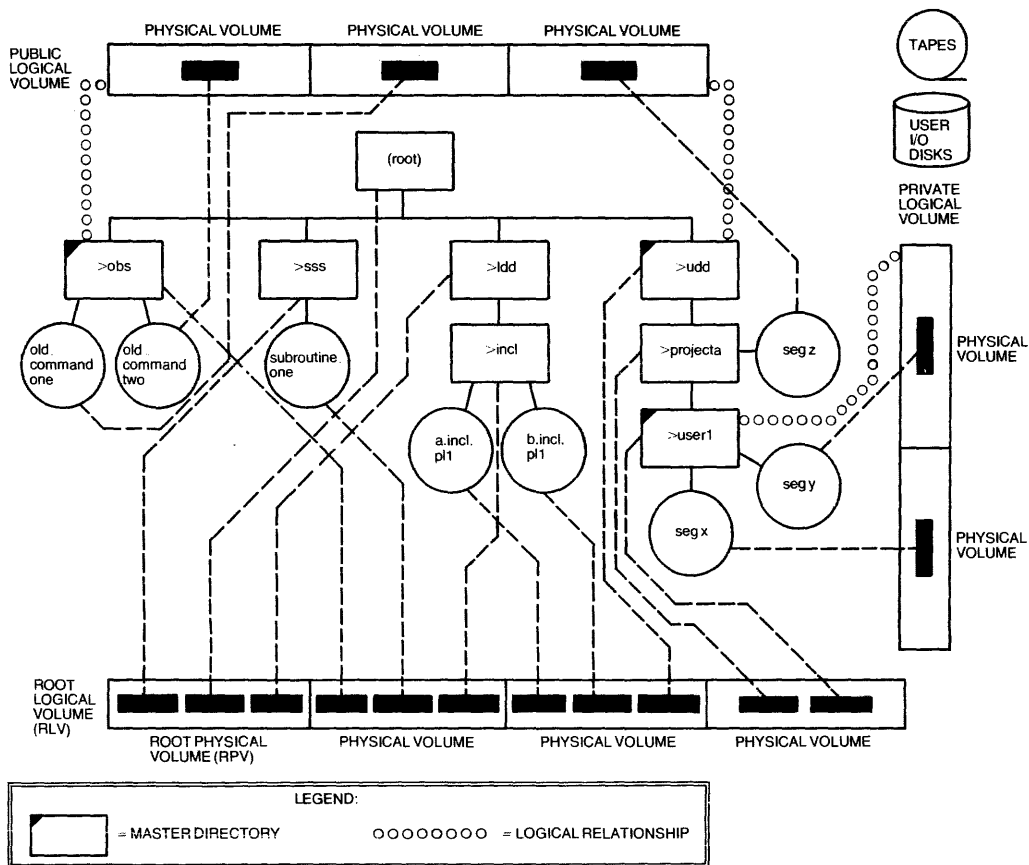 PHYSICAL VOLUME
PHYSICAL VOLUME
PHYSICAL VOLUME
PUBLIC
LOGICAL
VOLUME
TAPES
USER
I/O
DISKS
PRIVATE
LOGICAL
VOLUME
(root)
>obs
>sss
>ldd
>udd
old
command
one
old
command
two
subroutine
one
>incl
>projecta
seg z
PHYSICAL
VOLUME
a.incl.
pl1
b.incl.
pl1
>user1
seg y
seg x
PHYSICAL
VOLUME
ROOT
LOGICAL
VOLUME
(RLV)
ROOT PHYSICAL
VOLUME (RPV)
PHYSICAL VOLUME
PHYSICAL VOLUME
PHYSICAL VOLUME
LEGEND:
= MASTER DIRECTORY
= LOGICAL RELATIONSHIP